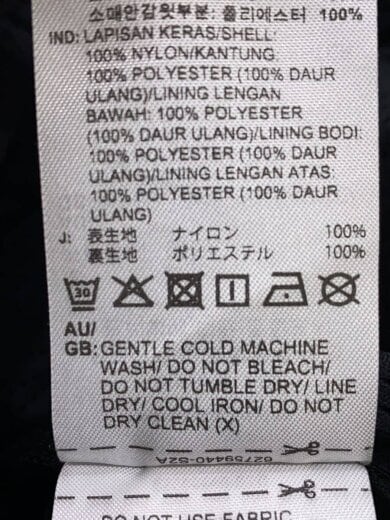 소매안감윗부분: 폴리에스터 100%
IND: LAPISAN KERAS/SHELL:
100% NYLON/KANTUNG:
100% POLYESTER (100% DAUR
ULANG)/LINING LENGAN
BAWAH: 100% POLYESTER
(100% DAUR ULANG)/LINING BODI:
100% POLYESTER (100% DAUR
ULANG)/LINING LENGAN ATAS:
100% POLYESTER (100% DAUR
ULANG)
J: 表生地 ナイロン 100%
裏生地 ポリエステル 100%
30
AU/
GB: GENTLE COLD MACHINE
WASH/ DO NOT BLEACH/
DO NOT TUMBLE DRY/ LINE
DRY/ COOL IRON/ DO NOT
DRY CLEAN (X)
62759440-S2A
DO NOT USE FABRIC